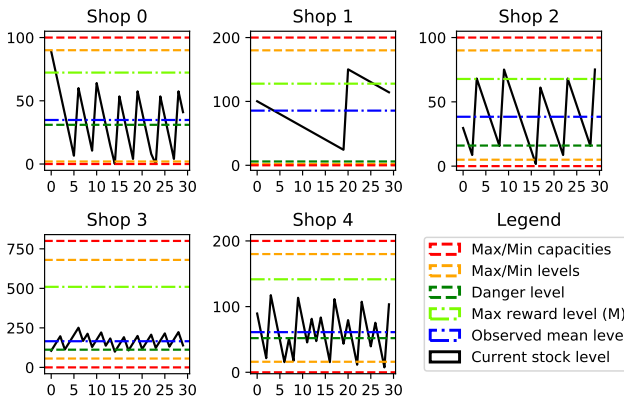 Shop 0
Shop 1
Shop 2
100
50
0
0 5 10 15 20 25 30
200
100
0
0 5 10 15 20 25 30
100
50
0
0 5 10 15 20 25 30
Shop 3
Shop 4
Legend
750
500
250
0
0 5 10 15 20 25 30
200
100
0
0 5 10 15 20 25 30
Max/Min capacities
Max/Min levels
Danger level
Max reward level (M)
Observed mean level
Current stock level